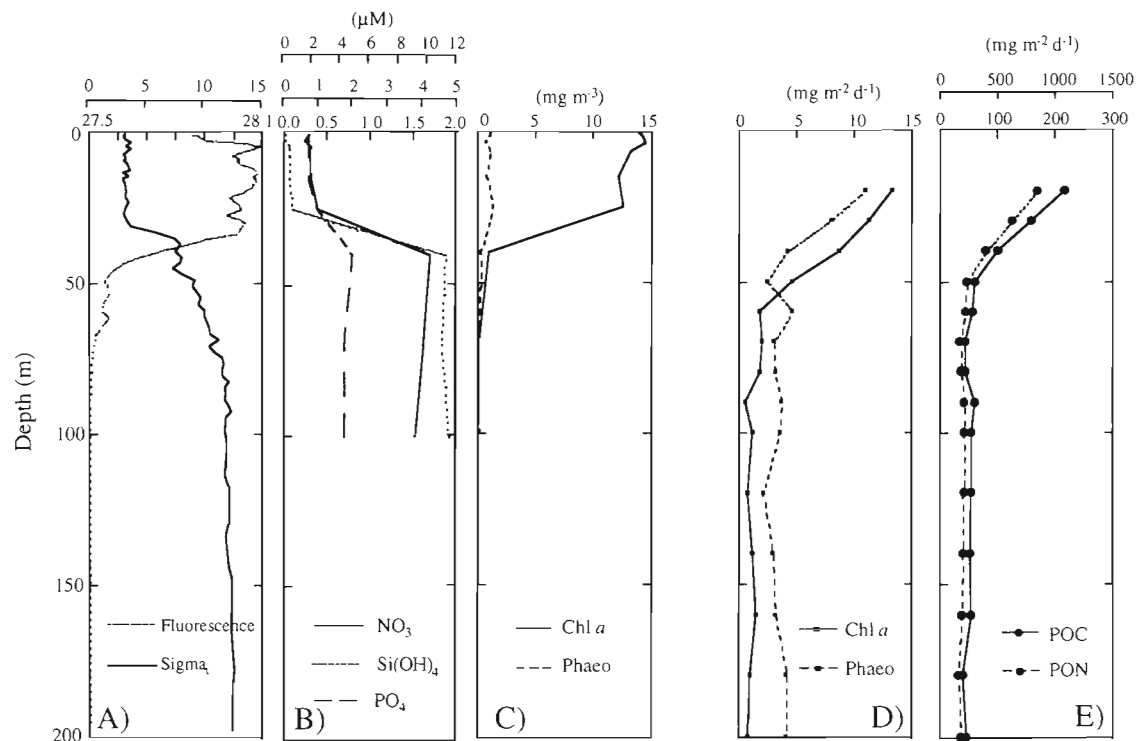 (μM)
0 2 4 6 8 10 12
0 5 10 15
0 1 2 3 4 5
27.5 28
0.0 0.5 1.0 1.5 2.0
(mg m-3)
0 5 10 15
(mg m-2 d-1)
0 5 10 15
(mg m-2 d-1)
0 500 1000 1500
0 100 200 300
Depth (m)
0
50
100
150
200
Fluorescence
Sigmat
A)
NO3
Si(OH)4
PO4
B)
Chl a
Phaeo
C)
Chl a
Phaeo
D)
POC
PON
E)